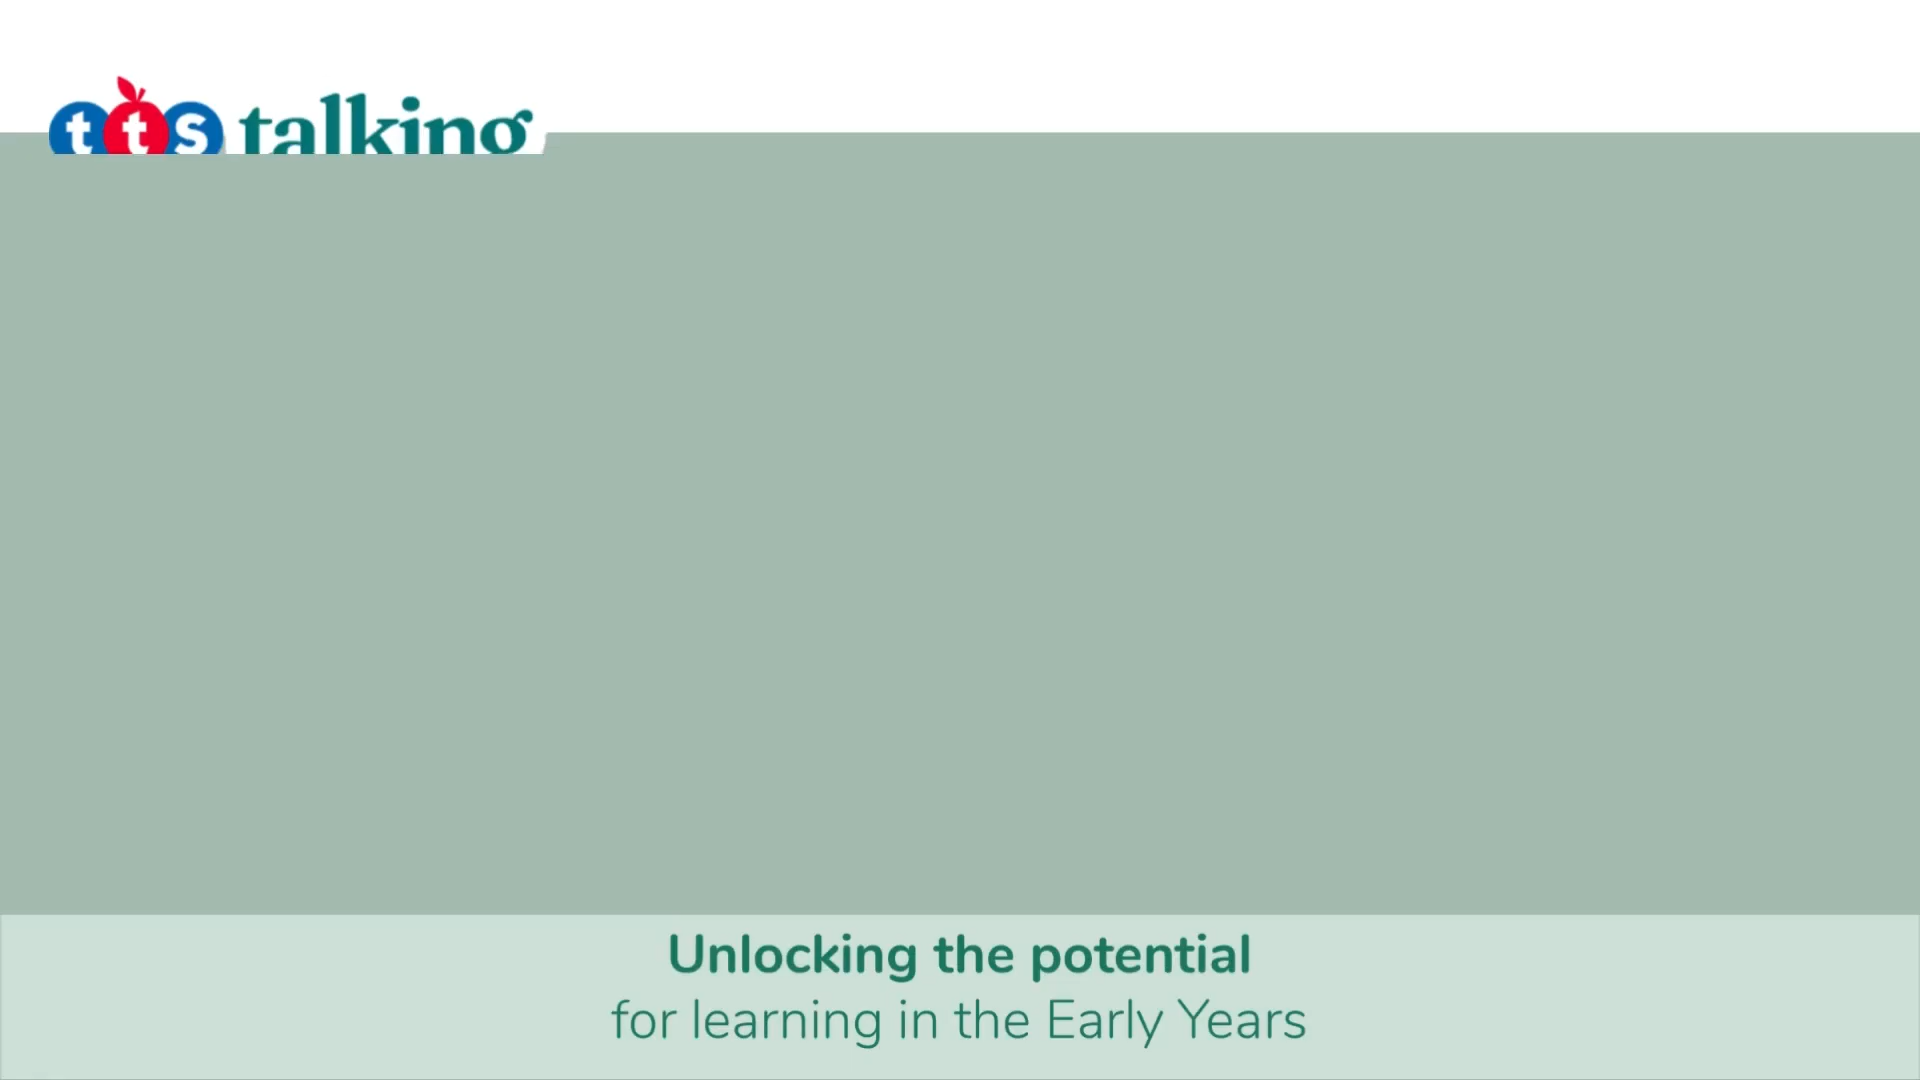 tts talking
Unlocking the potential
for learning in the Early Years